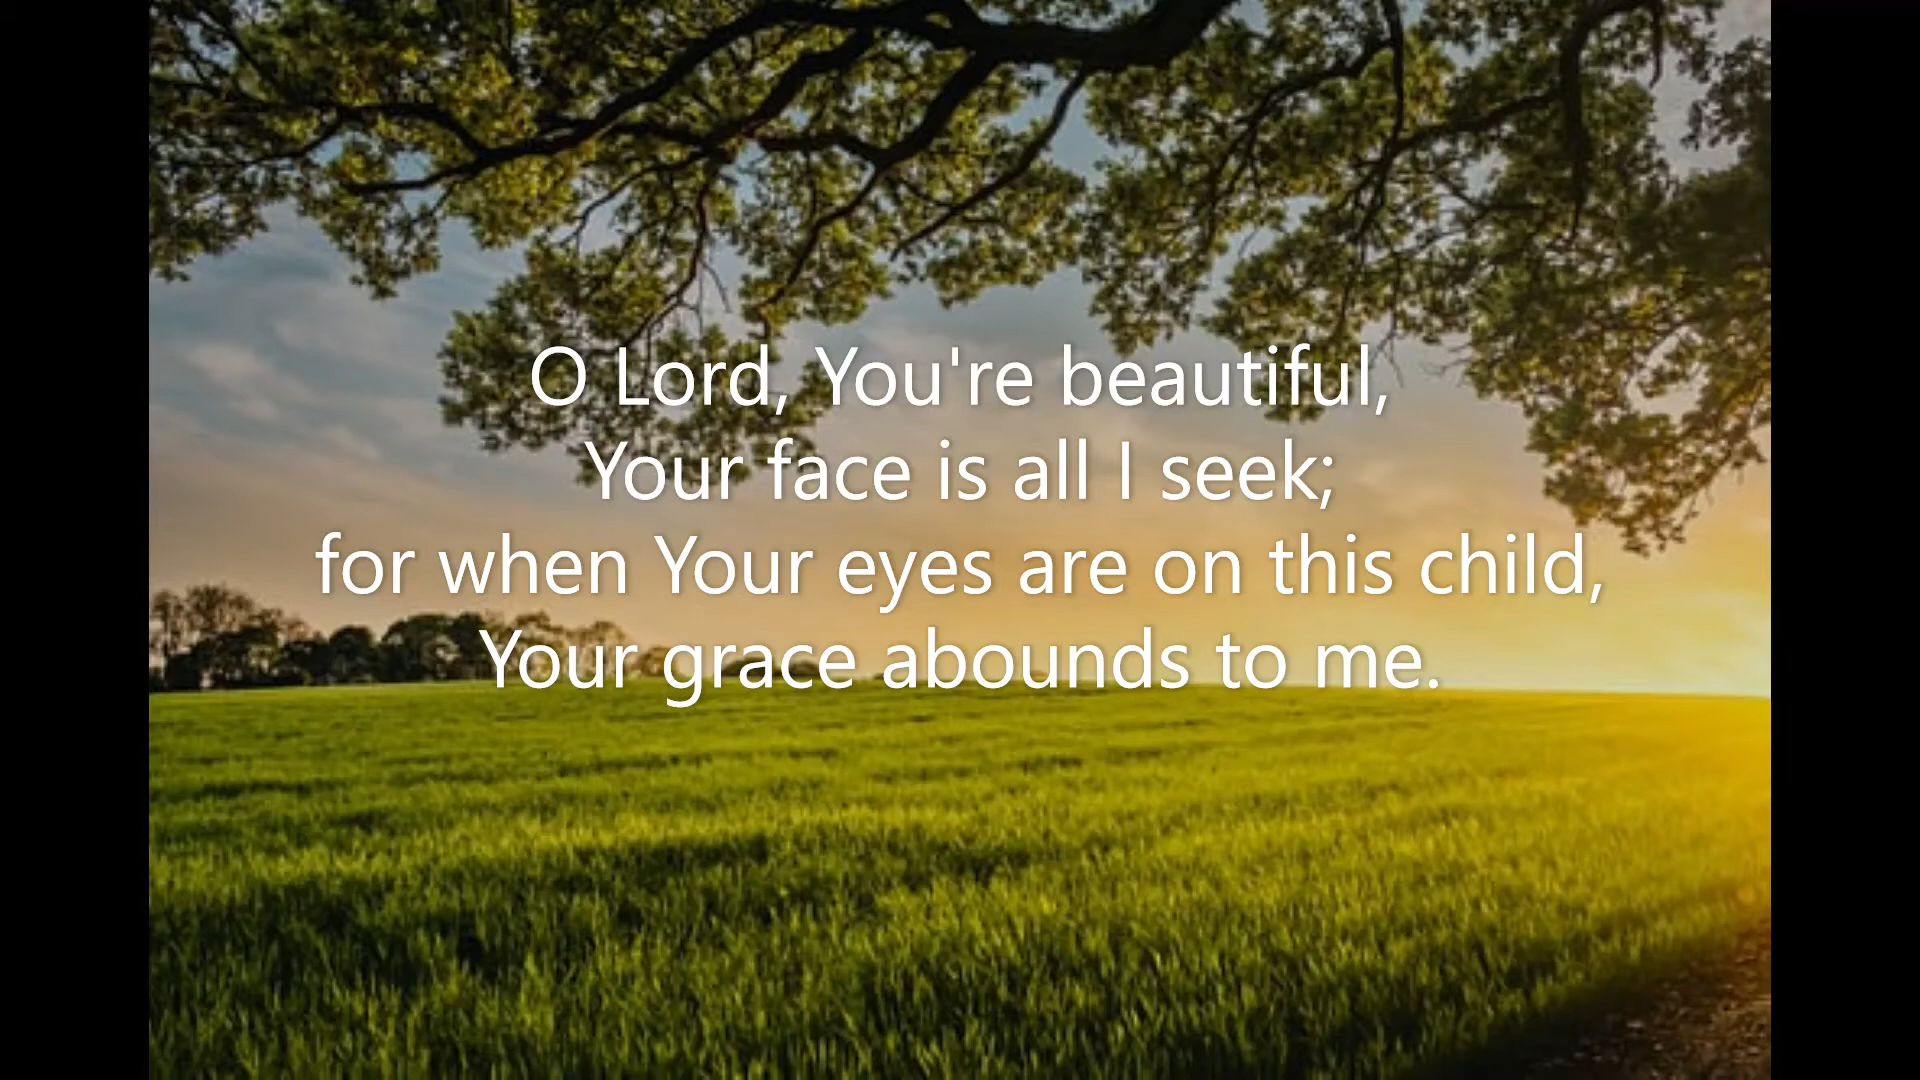 O Lord, You're beautiful,
Your face is all I seek;
for when Your eyes are on this child,
Your grace abounds to me.